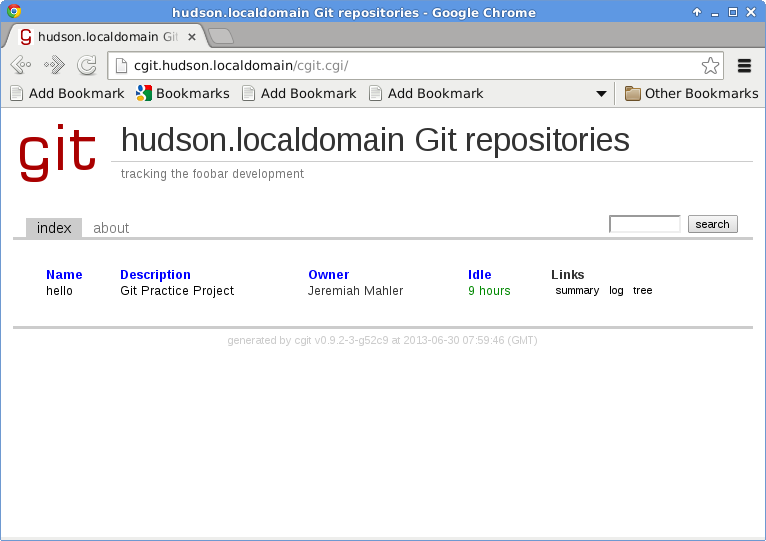 hudson.localdomain Git repositories - Google Chrome
hudson.localdomain Git
cgit.hudson.localdomain/cgit.cgi/
Add Bookmark Bookmarks Add Bookmark Add Bookmark Other Bookmarks
git hudson.localdomain Git repositories
tracking the foobar development
index about search
Name Description Owner Idle Links
hello Git Practice Project Jeremiah Mahler 9 hours summary log tree
generated by cgit v0.9.2-3-g52c9 at 2013-06-30 07:59:46 (GMT)